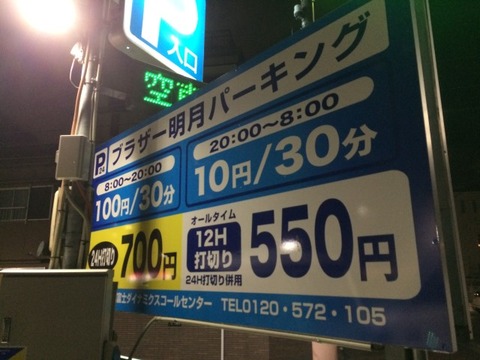 P
入口
空
P24 ブラザー明月パーキング
8:00〜20:00
100円/30分
20:00〜8:00
10円/30分
24H打切り
700円
オールタイム
12H
打切り
24H打切り併用
550円
富士ダイナミクスコールセンター TEL0120・572・105